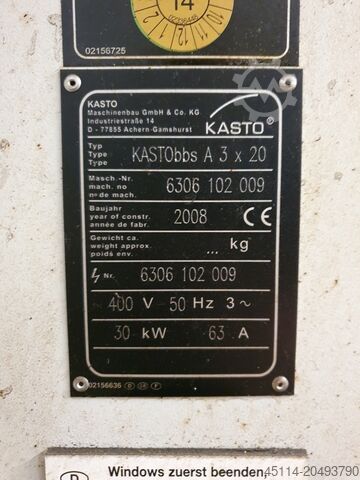 14
02156725
KASTO
Maschinenbau GmbH & Co. KG
Industriestraße 14
D - 77855 Achern-Gamshurst
KASTO®
Typ
Type
Type
KASTObbs A 3 x 20
Masch.-Nr.
mach. no
no de mach.
6306 102 009
Baujahr
year of constr.
année de fabr.
2008
CE
Gewicht ca.
weight approx.
poids env.
... kg
Nr.
6306 102 009
400 V - 50 Hz 3~
30 kW 63 A
02156636 D GB F
D
Windows zuerst beenden,
45114-20493790